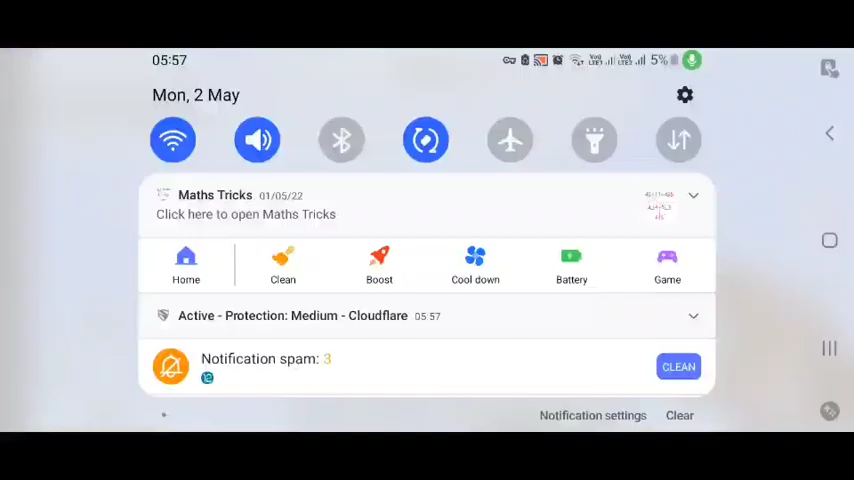 05:57
5%
Mon, 2 May
Maths Tricks 01/05/22
Click here to open Maths Tricks
Home
Clean
Boost
Cool down
Battery
Game
Active - Protection: Medium - Cloudflare 05:57
Notification spam: 3
CLEAN
Notification settings
Clear